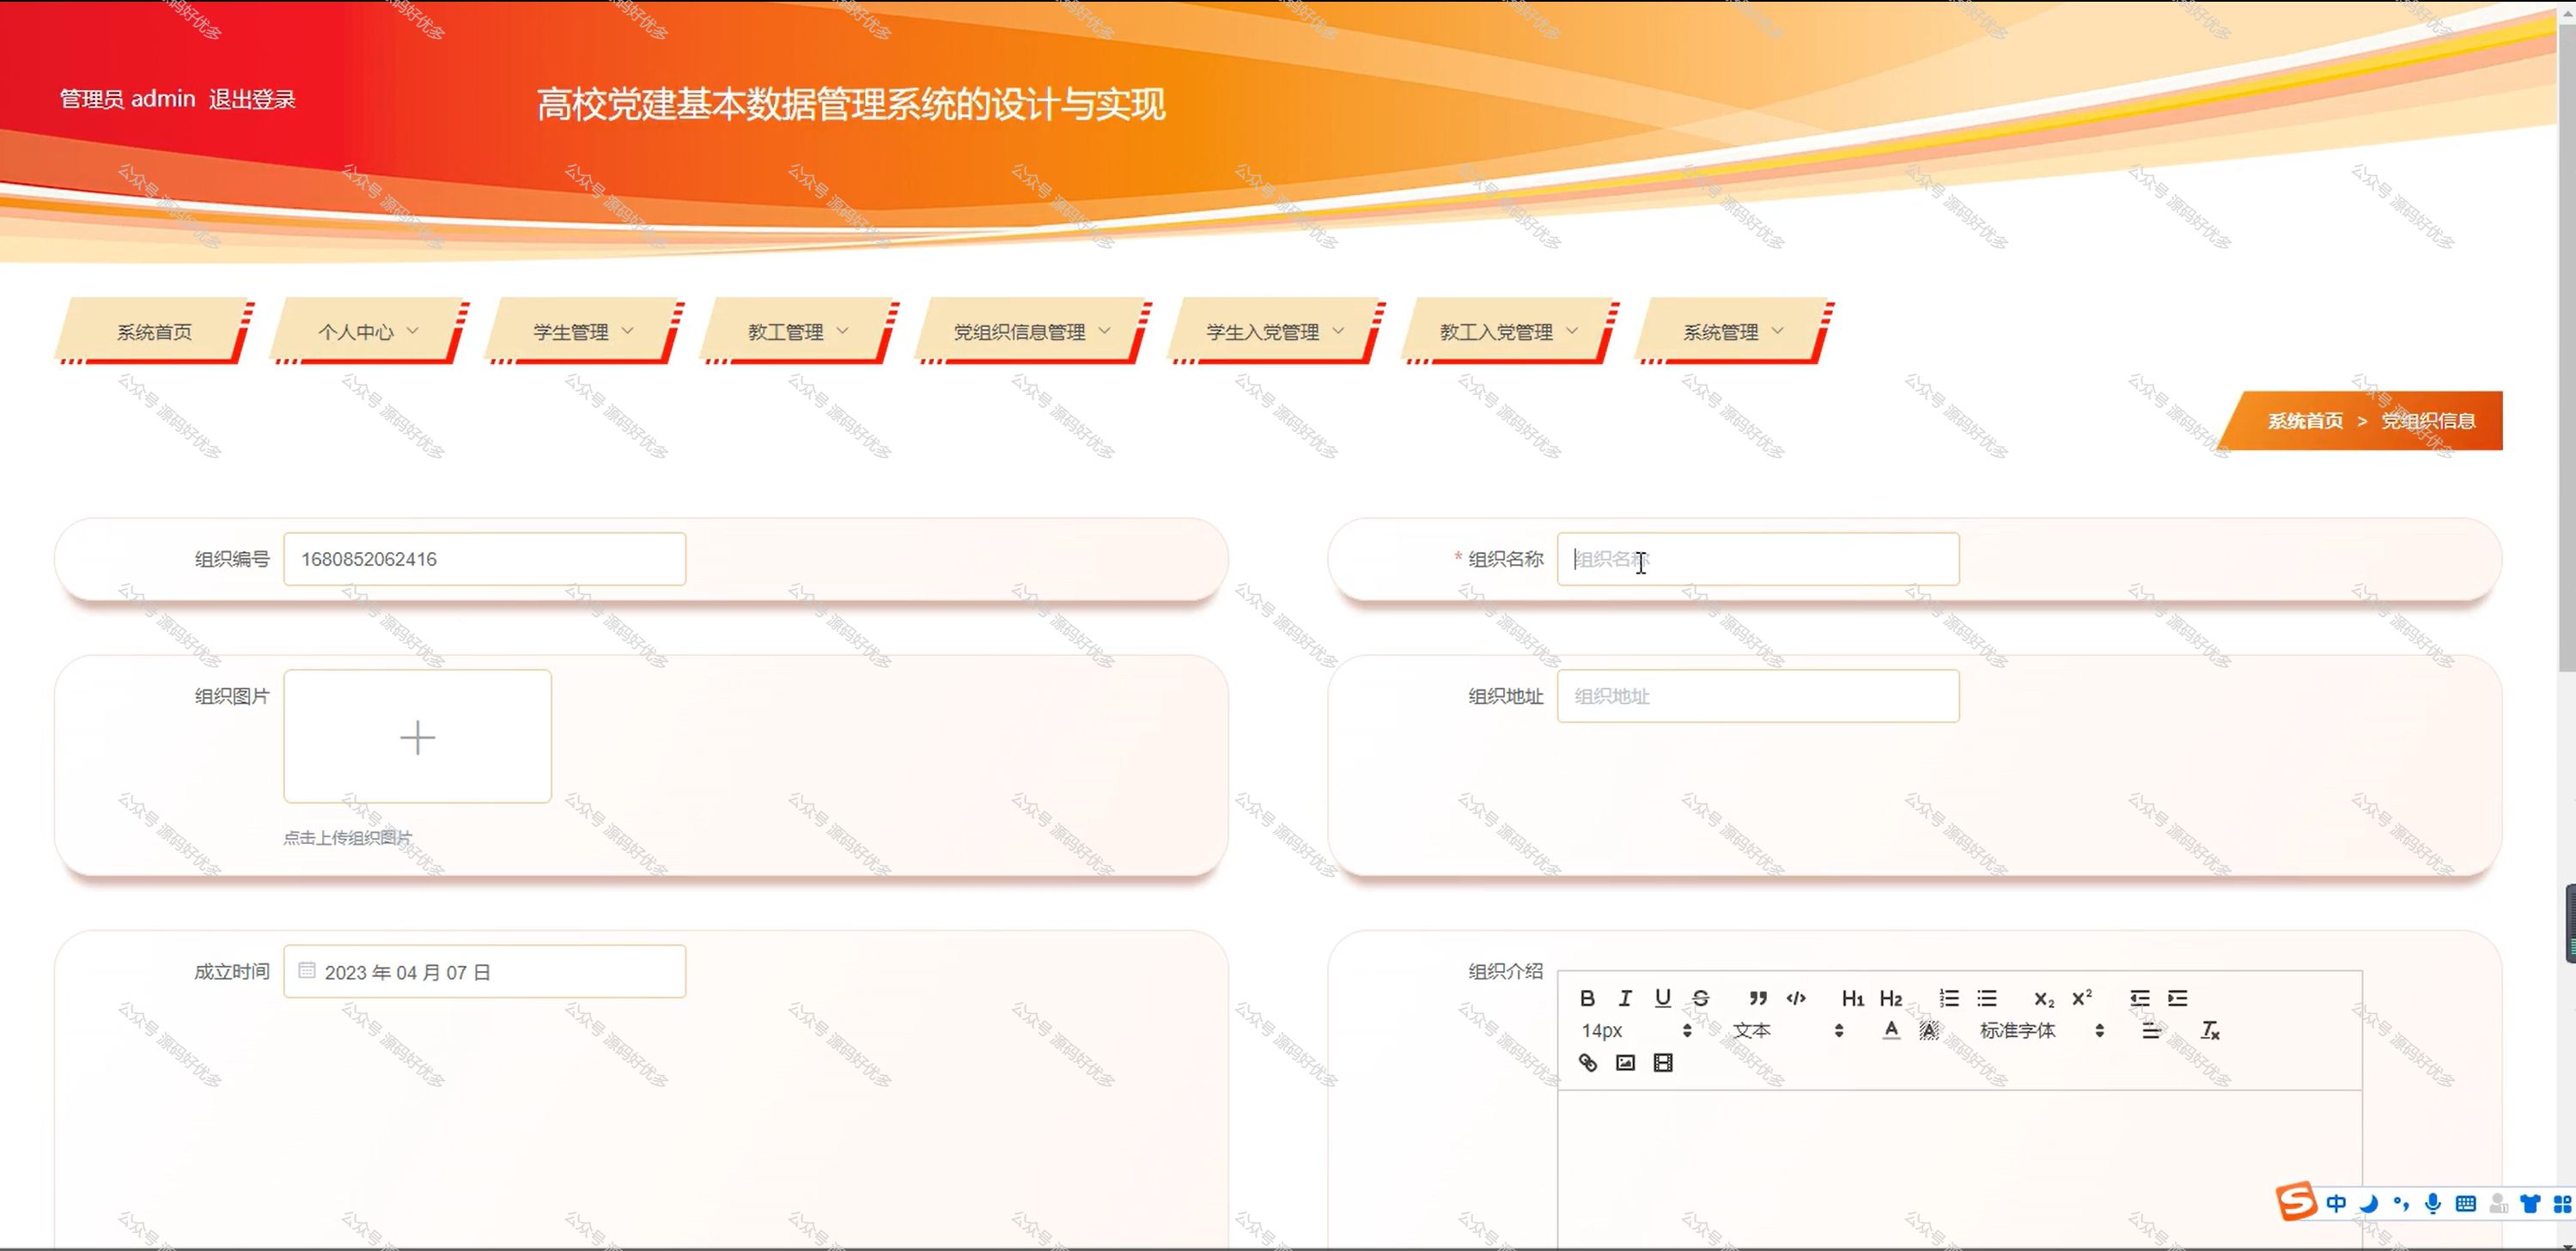 管理员 admin 退出登录
高校党建基本数据管理系统的设计与实现
系统首页
个人中心
学生管理
教工管理
党组织信息管理
学生入党管理
教工入党管理
系统管理
系统首页 > 党组织信息
组织编号 1680852062416
* 组织名称 组织名称
组织图片
点击上传组织图片
组织地址 组织地址
成立时间 2023 年 04 月 07 日
组织介绍
B I U S ” </> H1 H2 X2 X2
14px 文本 A A 标准字体 Tx
中
公众号 源码好优多